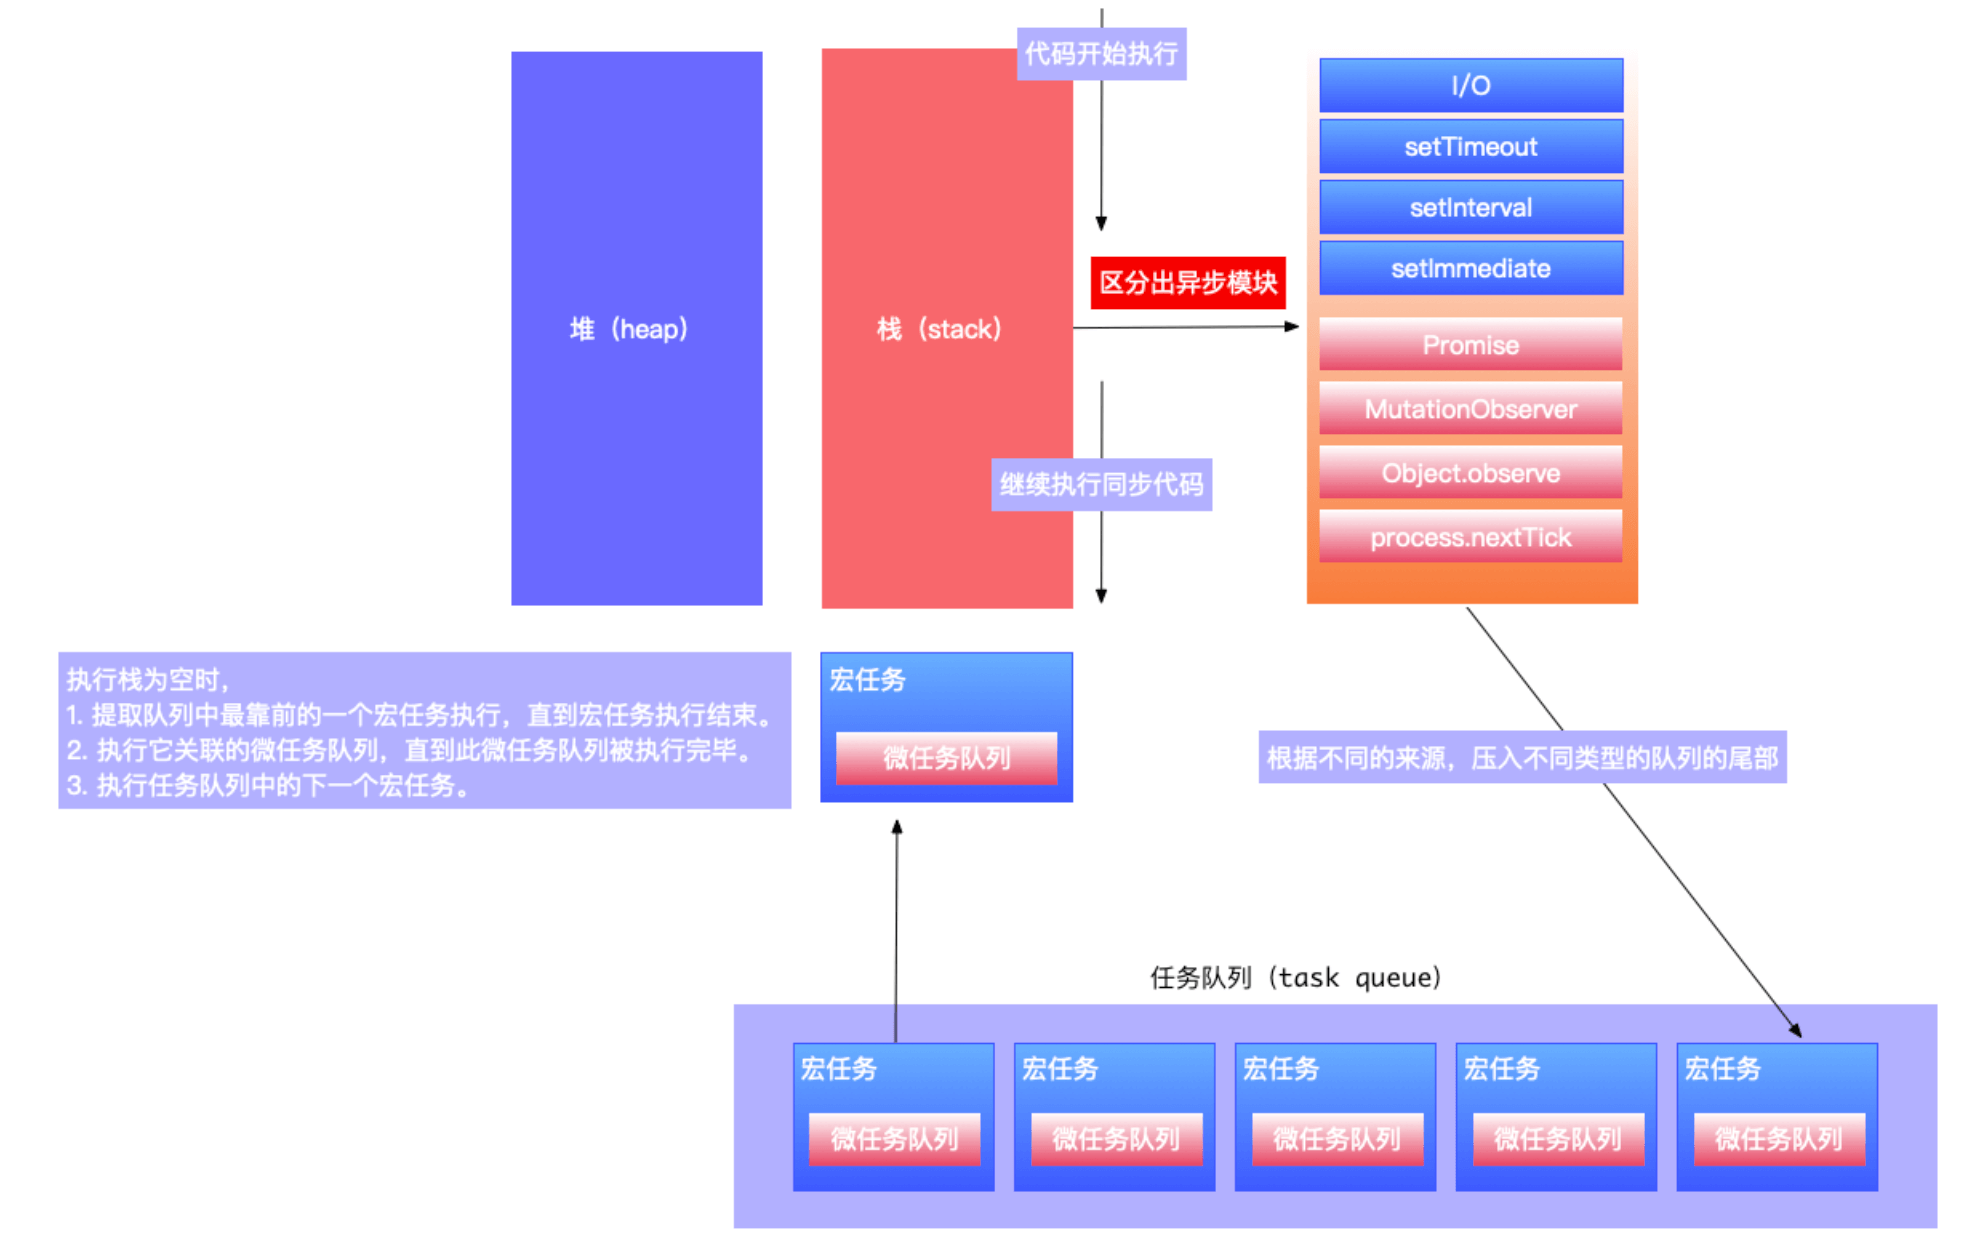 代码开始执行
I/O
setTimeout
setInterval
setImmediate
区分出异步模块
堆（heap）
栈（stack）
Promise
MutationObserver
Object.observe
process.nextTick
继续执行同步代码
执行栈为空时，
1. 提取队列中最靠前的一个宏任务执行，直到宏任务执行结束。
2. 执行它关联的微任务队列，直到此微任务队列被执行完毕。
3. 执行任务队列中的下一个宏任务。
宏任务
微任务队列
根据不同的来源，压入不同类型的队列的尾部
任务队列（task queue）
宏任务
微任务队列
宏任务
微任务队列
宏任务
微任务队列
宏任务
微任务队列
宏任务
微任务队列